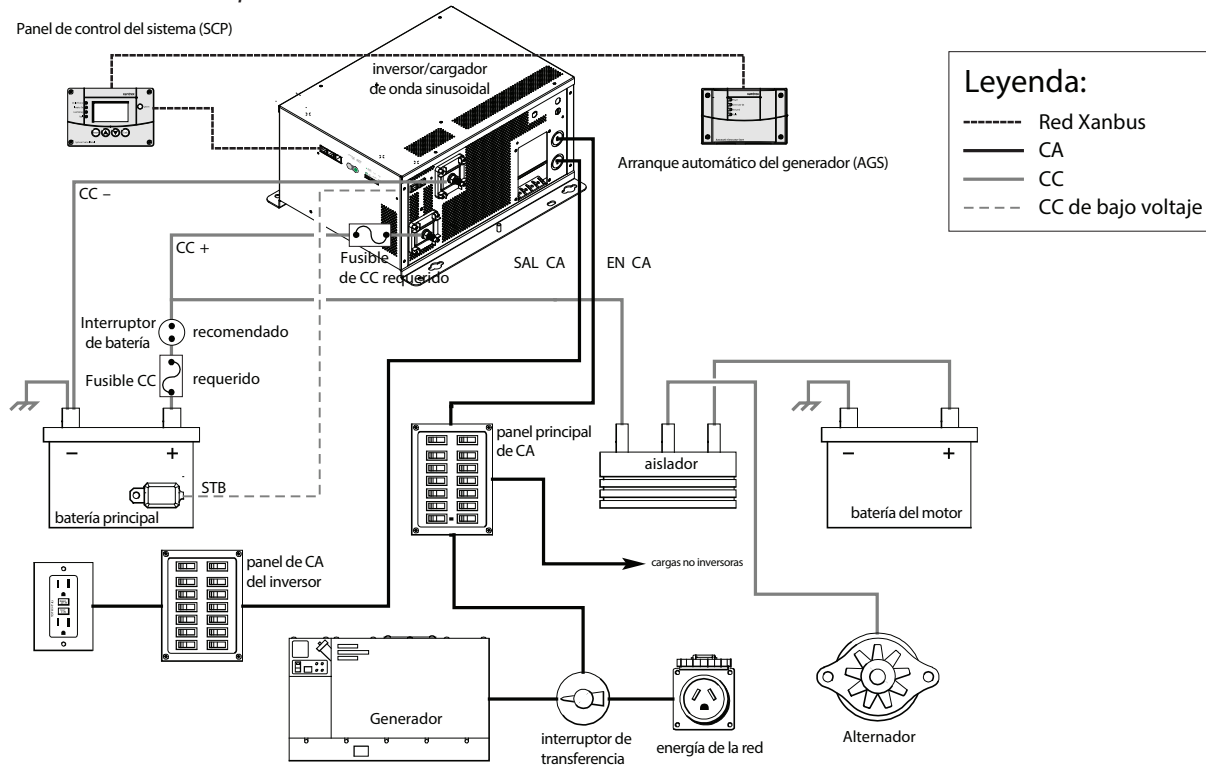 Panel de control del sistema (SCP)
inversor/cargador
de onda sinusoidal
Leyenda:
Red Xanbus
CA
CC
CC de bajo voltaje
Arranque automático del generador (AGS)
CC –
CC +
Fusible
de CC requerido
SAL CA
EN CA
Interruptor
de batería
recomendado
Fusible CC
requerido
–
+
STB
batería principal
panel principal
de CA
aislador
–
+
batería del motor
cargas no inversoras
panel de CA
del inversor
Generador
interruptor de
transferencia
energía de la red
Alternador